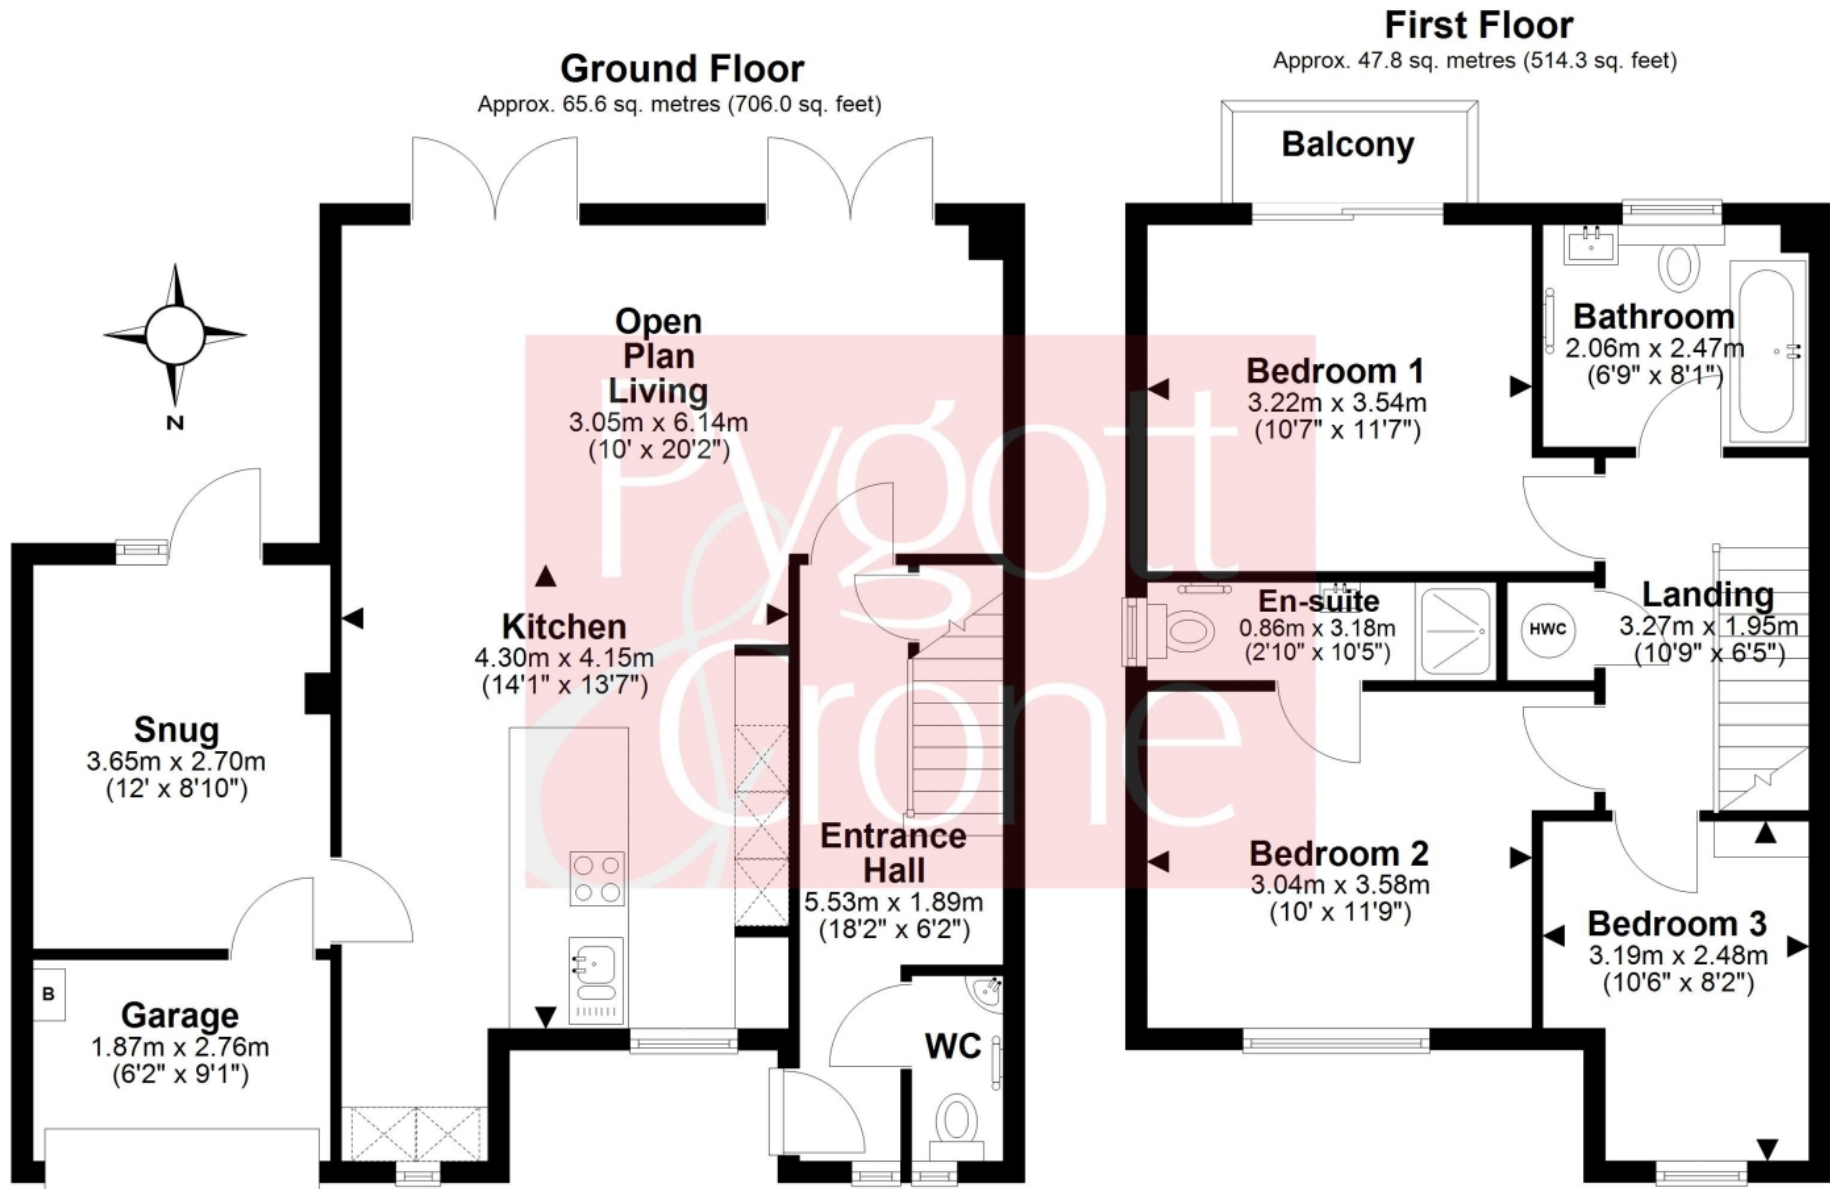 Ground Floor
Approx. 65.6 sq. metres (706.0 sq. feet)
Open
Plan
Living
3.05m x 6.14m
(10' x 20'2")
N
Kitchen
4.30m x 4.15m
(14'1" x 13'7")
Snug
3.65m x 2.70m
(12' x 8'10")
Entrance
Hall
5.53m x 1.89m
(18'2" x 6'2")
B
Garage
1.87m x 2.76m
(6'2" x 9'1")
WC
First Floor
Approx. 47.8 sq. metres (514.3 sq. feet)
Balcony
Bathroom
2.06m x 2.47m
(6'9" x 8'1")
Bedroom 1
3.22m x 3.54m
(10'7" x 11'7")
En-suite
0.86m x 3.18m
(2'10" x 10'5")
HWC
Landing
3.27m x 1.95m
(10'9" x 6'5")
Bedroom 2
3.04m x 3.58m
(10' x 11'9")
Bedroom 3
3.19m x 2.48m
(10'6" x 8'2")
Pygott
& Crone